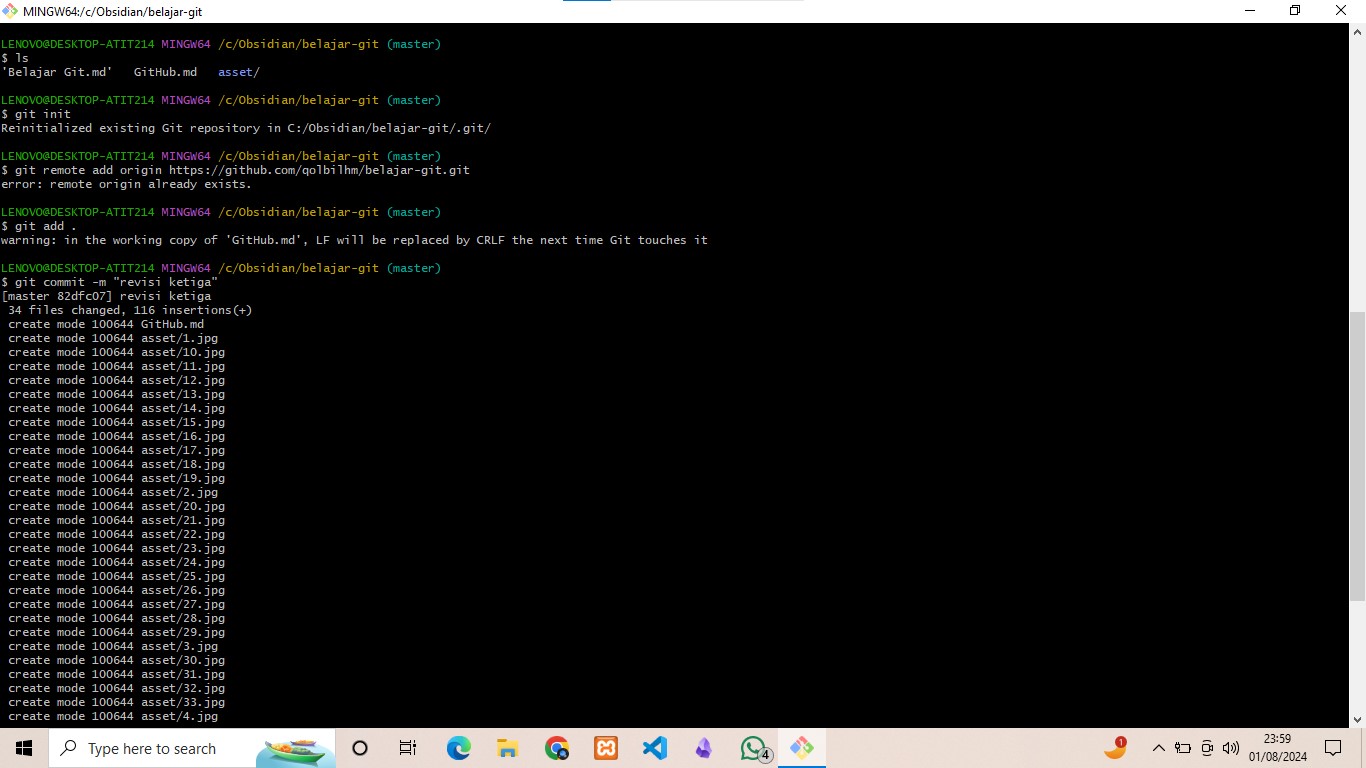 MINGW64:/c/Obsidian/belajar-git
LENOVO@DESKTOP-ATIT214 MINGW64 /c/Obsidian/belajar-git (master)
$ ls
'Belajar Git.md'   GitHub.md   asset/
LENOVO@DESKTOP-ATIT214 MINGW64 /c/Obsidian/belajar-git (master)
$ git init
Reinitialized existing Git repository in C:/Obsidian/belajar-git/.git/
LENOVO@DESKTOP-ATIT214 MINGW64 /c/Obsidian/belajar-git (master)
$ git remote add origin https://github.com/qolbilhm/belajar-git.git
error: remote origin already exists.
LENOVO@DESKTOP-ATIT214 MINGW64 /c/Obsidian/belajar-git (master)
$ git add .
warning: in the working copy of 'GitHub.md', LF will be replaced by CRLF the next time Git touches it
LENOVO@DESKTOP-ATIT214 MINGW64 /c/Obsidian/belajar-git (master)
$ git commit -m "revisi ketiga"
[master 82dfc07] revisi ketiga
 34 files changed, 116 insertions(+)
 create mode 100644 GitHub.md
 create mode 100644 asset/1.jpg
 create mode 100644 asset/10.jpg
 create mode 100644 asset/11.jpg
 create mode 100644 asset/12.jpg
 create mode 100644 asset/13.jpg
 create mode 100644 asset/14.jpg
 create mode 100644 asset/15.jpg
 create mode 100644 asset/16.jpg
 create mode 100644 asset/17.jpg
 create mode 100644 asset/18.jpg
 create mode 100644 asset/19.jpg
 create mode 100644 asset/2.jpg
 create mode 100644 asset/20.jpg
 create mode 100644 asset/21.jpg
 create mode 100644 asset/22.jpg
 create mode 100644 asset/23.jpg
 create mode 100644 asset/24.jpg
 create mode 100644 asset/25.jpg
 create mode 100644 asset/26.jpg
 create mode 100644 asset/27.jpg
 create mode 100644 asset/28.jpg
 create mode 100644 asset/29.jpg
 create mode 100644 asset/3.jpg
 create mode 100644 asset/30.jpg
 create mode 100644 asset/31.jpg
 create mode 100644 asset/32.jpg
 create mode 100644 asset/33.jpg
 create mode 100644 asset/4.jpg
Type here to search
4
1
23:59
01/08/2024